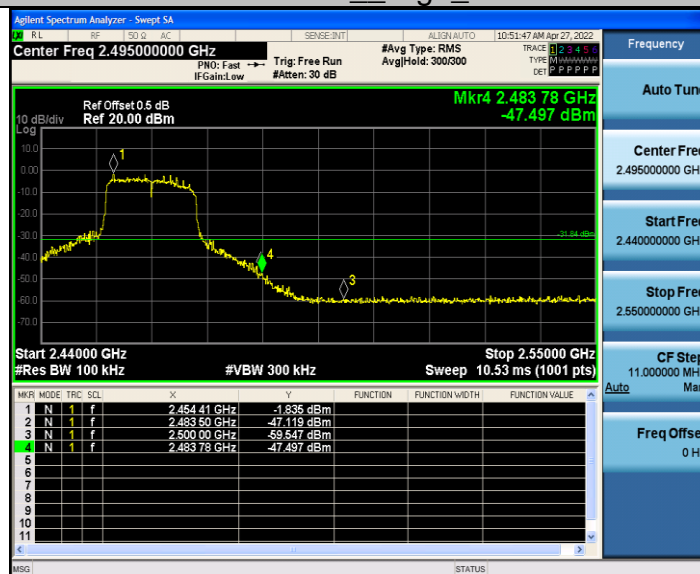 Agilent Spectrum Analyzer - Swept SA
LXI RL RF 50 Ω AC SENSE:INT ALIGN AUTO 10:51:47 AM Apr 27, 2022
Center Freq 2.495000000 GHz #Avg Type: RMS TRACE 1 2 3 4 5 6
PNO: Fast Trig: Free Run Avg|Hold: 300/300 TYPE M
IFGain:Low #Atten: 30 dB DET P P P P P P
Mkr4 2.483 78 GHz
-47.497 dBm
Ref Offset 0.5 dB
10 dB/div Ref 20.00 dBm
Log
10.0
0.00
-10.0
-20.0
-30.0
-40.0
-50.0
-60.0
-70.0
1
4
3
-31.84 dBm
Start 2.44000 GHz Stop 2.55000 GHz
#Res BW 100 kHz #VBW 300 kHz Sweep 10.53 ms (1001 pts)
MKR MODE TRC SCL X Y FUNCTION FUNCTION WIDTH FUNCTION VALUE
1 N 1 f 2.454 41 GHz -1.835 dBm
2 N 1 f 2.483 50 GHz -47.119 dBm
3 N 1 f 2.500 00 GHz -59.547 dBm
4 N 1 f 2.483 78 GHz -47.497 dBm
5
6
7
8
9
10
11
MSG STATUS
Frequency
Auto Tune
Center Freq
2.495000000 GH
Start Freq
2.440000000 GH
Stop Freq
2.550000000 GH
CF Step
11.000000 MH
Auto Ma
Freq Offse
0 H